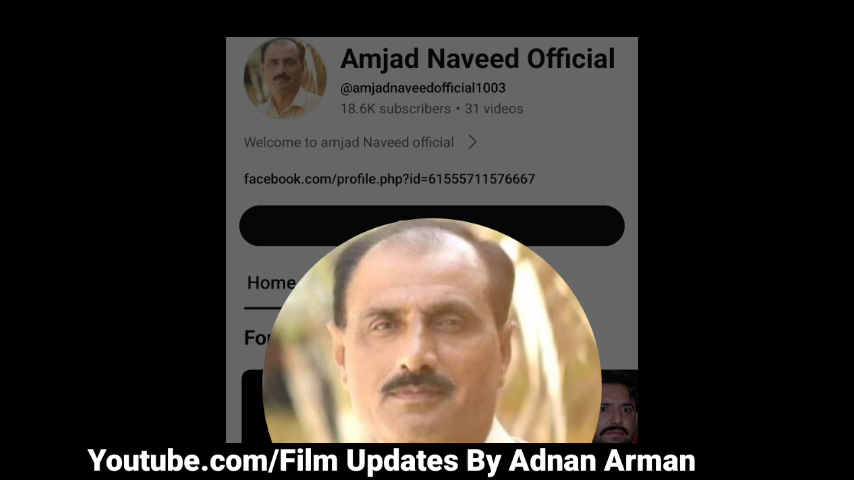 Amjad Naveed Official
@amjadnaveedofficial1003
18.6K subscribers • 31 videos
Welcome to amjad Naveed official
facebook.com/profile.php?id=61555711576667
Home
Youtube.com/Film Updates By Adnan Arman